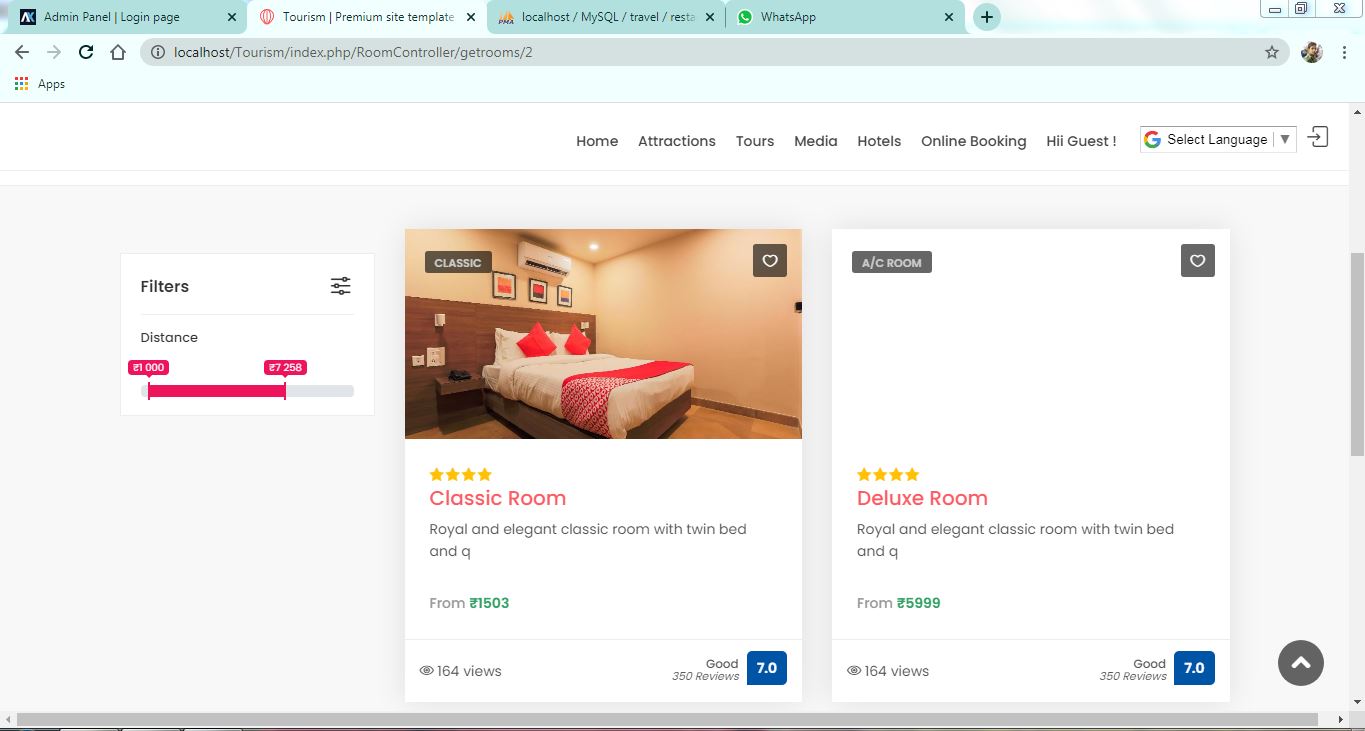 Admin Panel | Login page
Tourism | Premium site template
localhost / MySQL / travel / resta
WhatsApp
localhost/Tourism/index.php/RoomController/getrooms/2
Apps
Home Attractions Tours Media Hotels Online Booking Hii Guest !
Select Language
Filters
Distance
₹1 000
₹7 258
CLASSIC
Classic Room
Royal and elegant classic room with twin bed
and q
From ₹1503
164 views
Good
350 Reviews
7.0
A/C ROOM
Deluxe Room
Royal and elegant classic room with twin bed
and q
From ₹5999
164 views
Good
350 Reviews
7.0